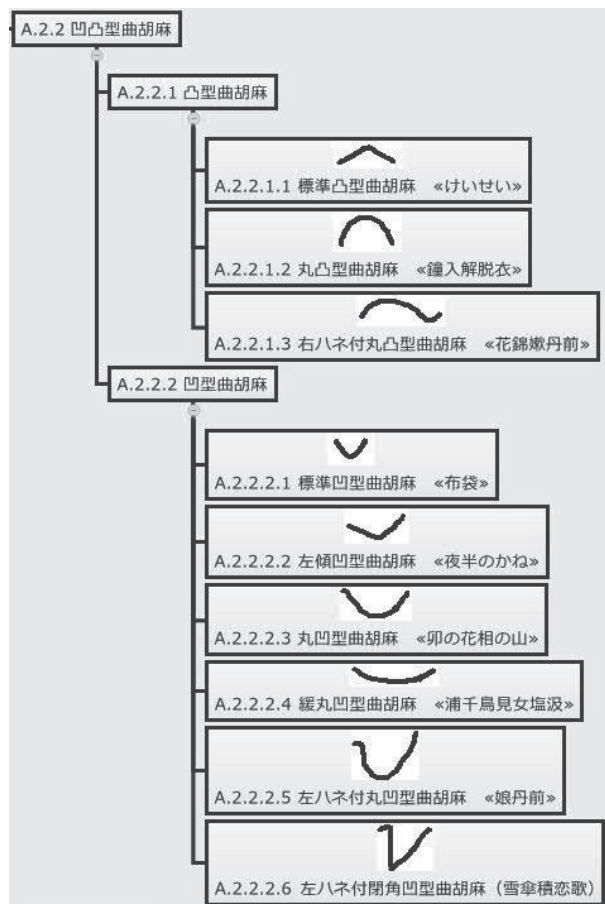 A.2.2 凹凸型曲胡麻
A.2.2.1 凸型曲胡麻
A.2.2.1.1 標準凸型曲胡麻 «けいせい»
A.2.2.1.2 丸凸型曲胡麻 «鐘入解脱衣»
A.2.2.1.3 右ハネ付丸凸型曲胡麻 «花錦嫩丹前»
A.2.2.2 凹型曲胡麻
A.2.2.2.1 標準凹型曲胡麻 «布袋»
A.2.2.2.2 左傾凹型曲胡麻 «夜半のかね»
A.2.2.2.3 丸凹型曲胡麻 «卯の花相の山»
A.2.2.2.4 緩丸凹型曲胡麻 «浦千鳥見女塩汲»
A.2.2.2.5 左ハネ付丸凹型曲胡麻 «娘丹前»
A.2.2.2.6 左ハネ付閉角凹型曲胡麻（雪傘積恋歌）